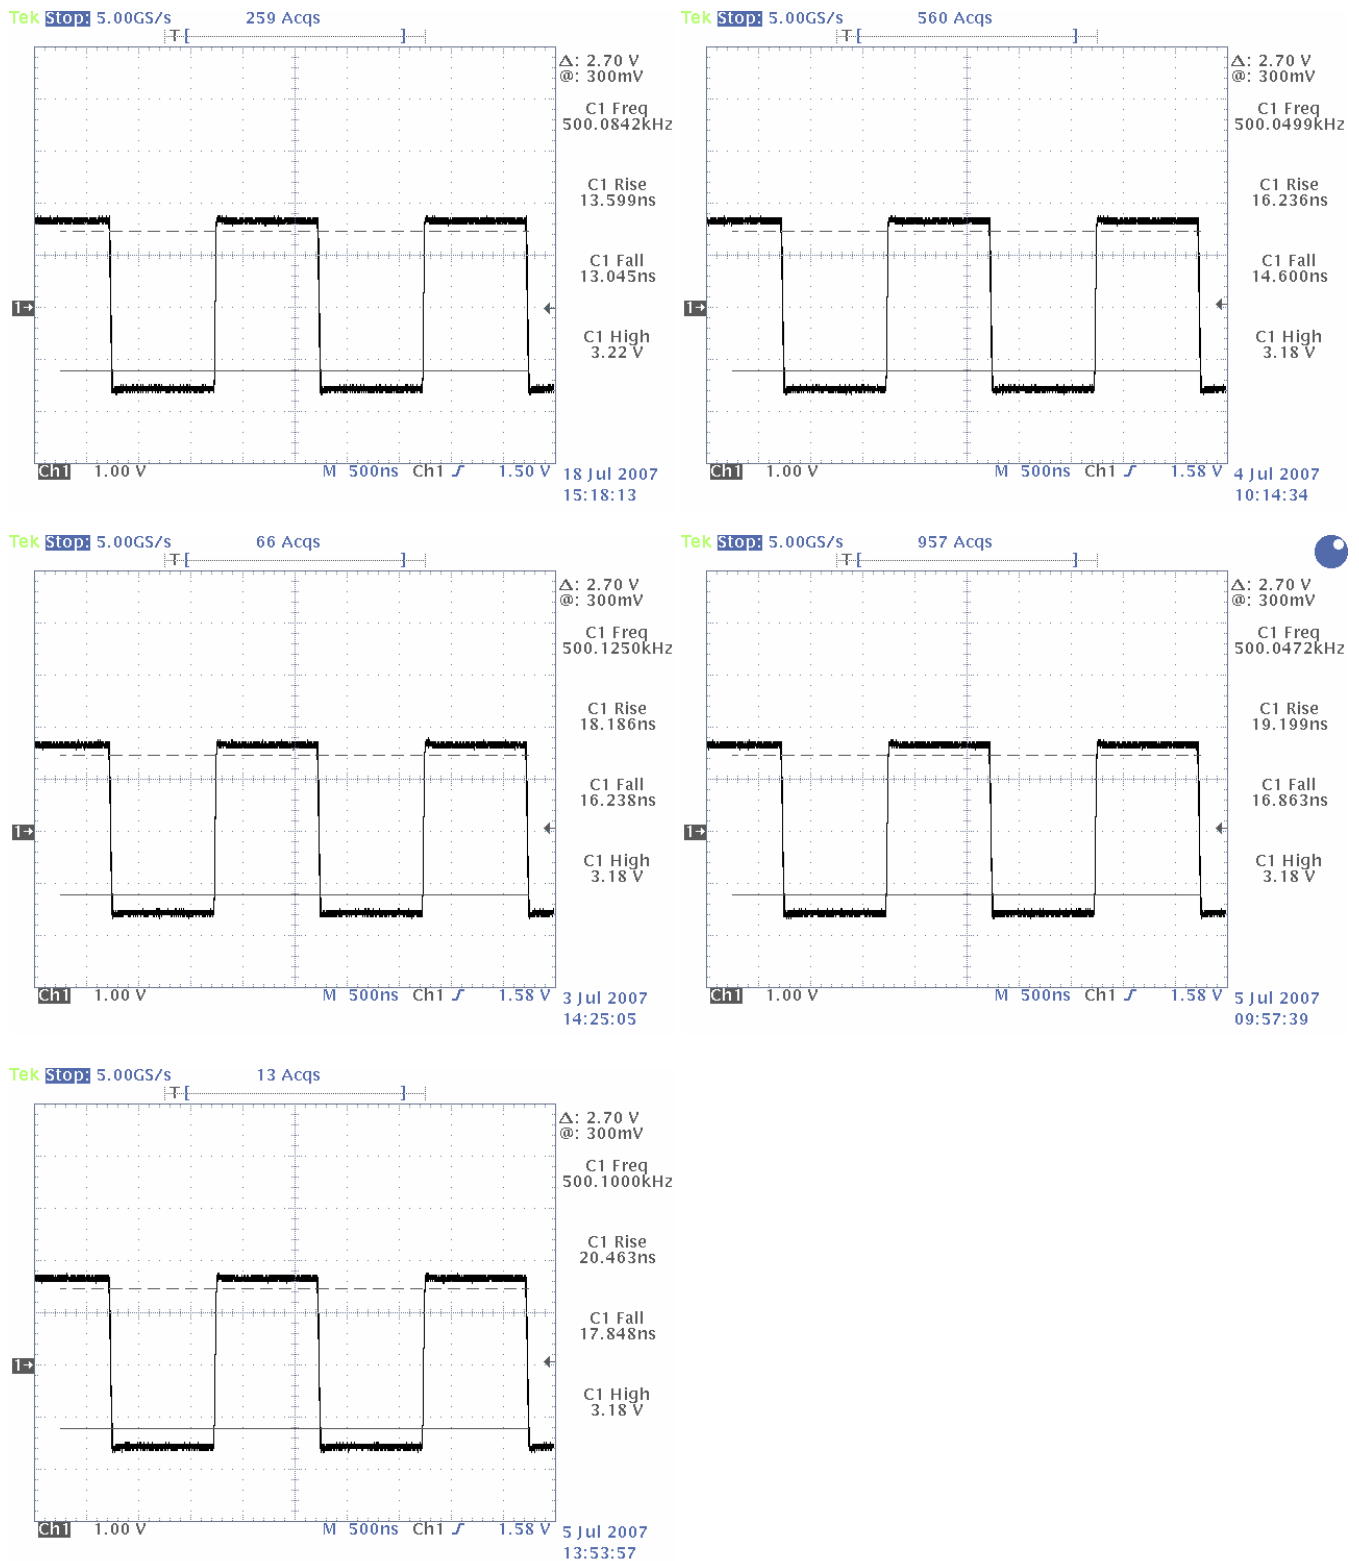 Tek Stop: 5.00GS/s 259 Acqs
T
Δ: 2.70 V
@: 300mV
C1 Freq
500.0842kHz
C1 Rise
13.599ns
C1 Fall
13.045ns
C1 High
3.22 V
1→
Ch1 1.00 V M 500ns Ch1 1.50 V
18 Jul 2007
15:18:13
Tek Stop: 5.00GS/s 560 Acqs
T
Δ: 2.70 V
@: 300mV
C1 Freq
500.0499kHz
C1 Rise
16.236ns
C1 Fall
14.600ns
C1 High
3.18 V
1→
Ch1 1.00 V M 500ns Ch1 1.58 V
4 Jul 2007
10:14:34
Tek Stop: 5.00GS/s 66 Acqs
T
Δ: 2.70 V
@: 300mV
C1 Freq
500.1250kHz
C1 Rise
18.186ns
C1 Fall
16.238ns
C1 High
3.18 V
1→
Ch1 1.00 V M 500ns Ch1 1.58 V
3 Jul 2007
14:25:05
Tek Stop: 5.00GS/s 957 Acqs
T
Δ: 2.70 V
@: 300mV
C1 Freq
500.0472kHz
C1 Rise
19.199ns
C1 Fall
16.863ns
C1 High
3.18 V
1→
Ch1 1.00 V M 500ns Ch1 1.58 V
5 Jul 2007
09:57:39
Tek Stop: 5.00GS/s 13 Acqs
T
Δ: 2.70 V
@: 300mV
C1 Freq
500.1000kHz
C1 Rise
20.463ns
C1 Fall
17.848ns
C1 High
3.18 V
1→
Ch1 1.00 V M 500ns Ch1 1.58 V
5 Jul 2007
13:53:57